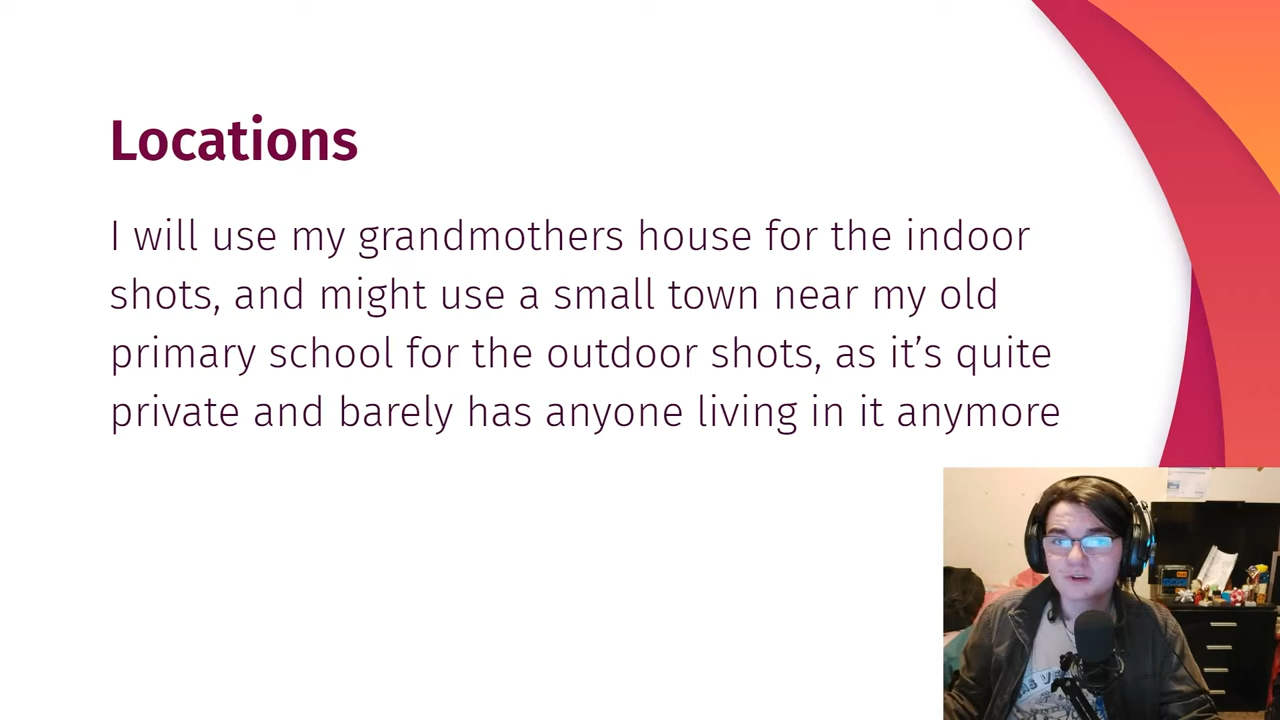 Locations
I will use my grandmothers house for the indoor
shots, and might use a small town near my old
primary school for the outdoor shots, as it’s quite
private and barely has anyone living in it anymore